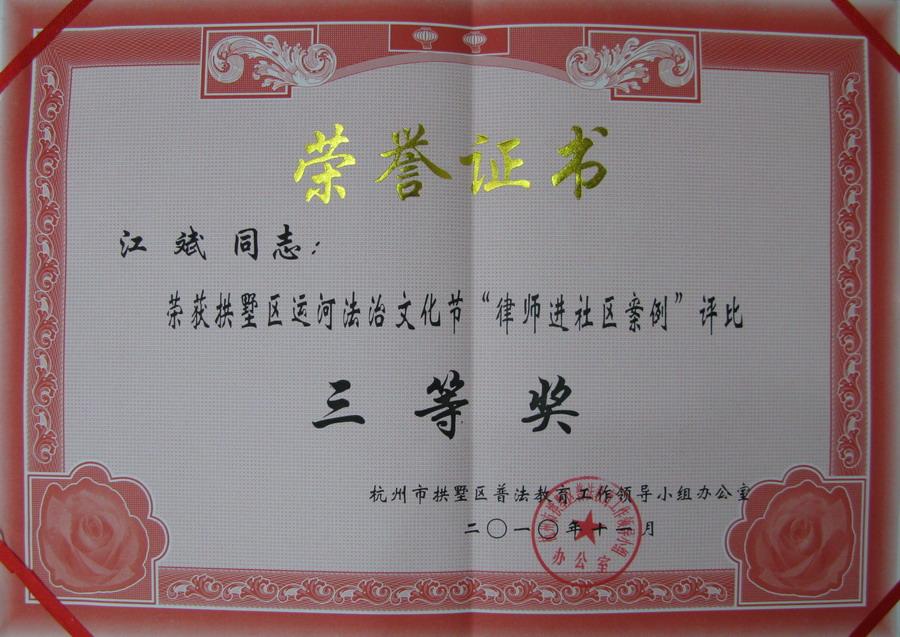 荣誉证书
江斌 同志：
荣获拱墅区运河法治文化节“律师进社区案例”评比
三等奖
杭州市拱墅区普法教育工作领导小组办公室
二〇一〇年十一月
办公室